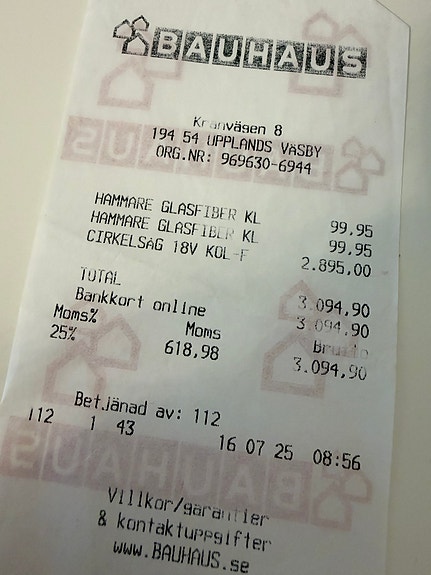 BAUHAUS
Kranvägen 8
194 54 UPPLANDS VÄSBY
ORG.NR: 969630-6944
HAMMARE GLASFIBER KL 99,95
HAMMARE GLASFIBER KL 99,95
CIRKELSÅG 18V KOL-F 2.895,00
TOTAL 3.094,90
Bankkort online 3.094,90
Moms% Moms Brutto
25% 618,98 3.094,90
Betjänad av: 112
112 1 43 16 07 25 08:56
Villkor/garantier
& kontaktuppgifter
www.BAUHAUS.se